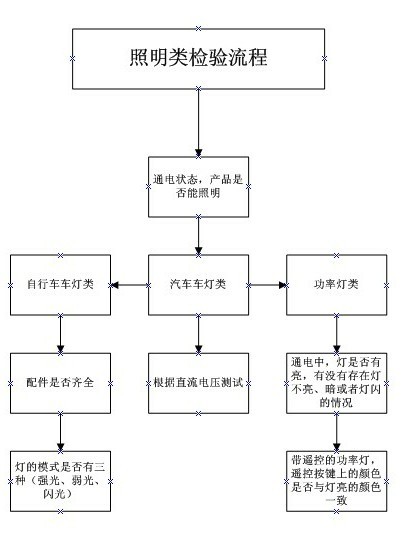 照明类检验流程
通电状态，产品是
否能照明
自行车车灯类
汽车车灯类
功率灯类
配件是否齐全
根据直流电压测试
通电中，灯是否有
亮，有没有存在灯
不亮、暗或者灯闪
的情况
灯的模式是否有三
种（强光、弱光、
闪光）
带遥控的功率灯，
遥控按键上的颜色
是否与灯亮的颜色
一致